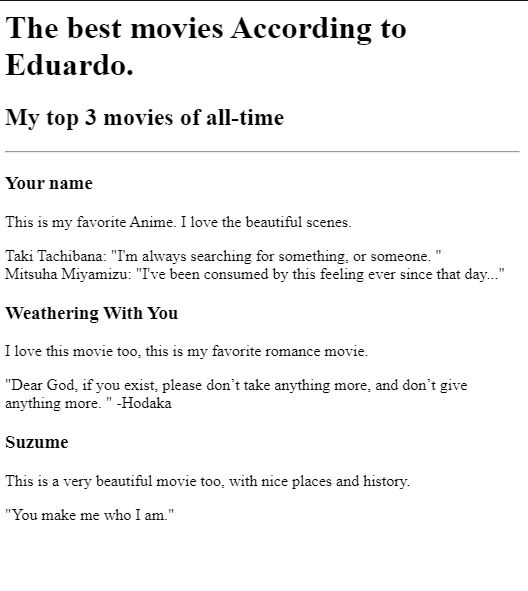 The best movies According to
Eduardo.
My top 3 movies of all-time
Your name
This is my favorite Anime. I love the beautiful scenes.
Taki Tachibana: "I'm always searching for something, or someone. "
Mitsuha Miyamizu: "I've been consumed by this feeling ever since that day..."
Weathering With You
I love this movie too, this is my favorite romance movie.
"Dear God, if you exist, please don’t take anything more, and don’t give
anything more. " -Hodaka
Suzume
This is a very beautiful movie too, with nice places and history.
"You make me who I am."